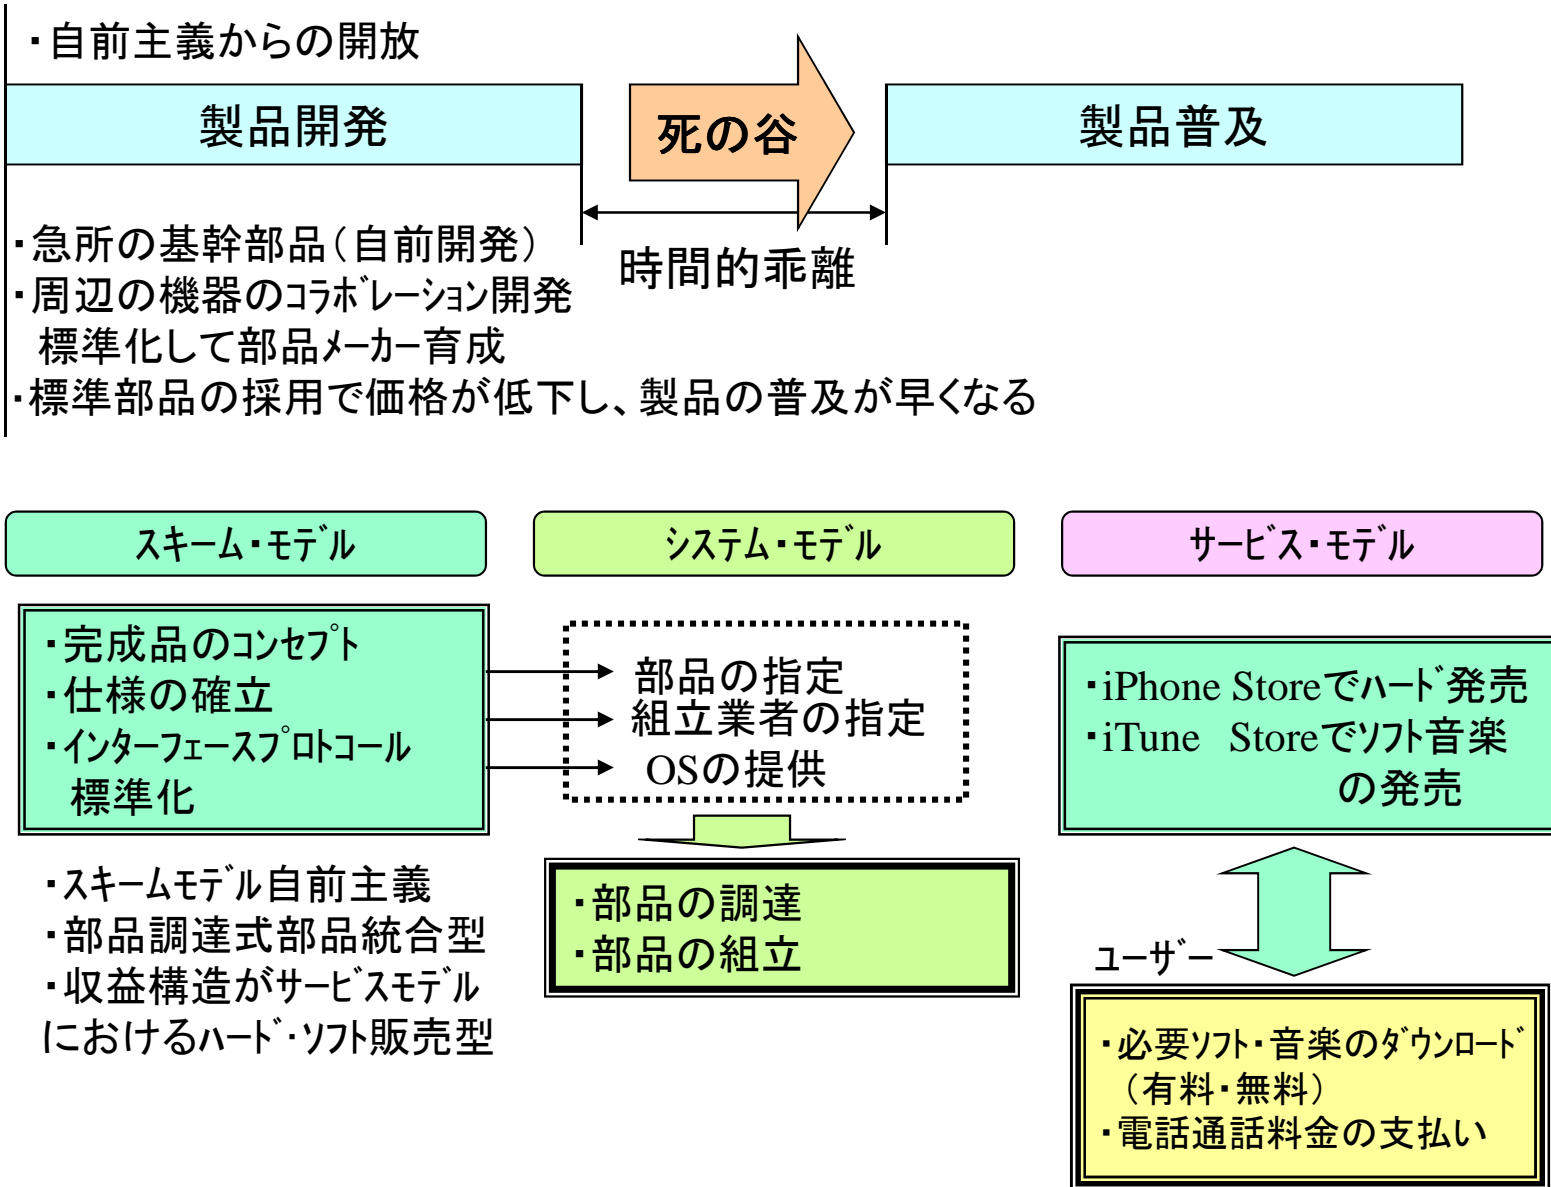 ・自前主義からの開放
製品開発
死の谷
製品普及
時間的乖離
・急所の基幹部品（自前開発）
・周辺の機器のｺﾗﾎﾞﾚｰｼｮﾝ開発
標準化して部品ﾒｰｶｰ育成
・標準部品の採用で価格が低下し、製品の普及が早くなる
ｽｷｰﾑ・ﾓﾃﾞﾙ
ｼｽﾃﾑ・ﾓﾃﾞﾙ
ｻｰﾋﾞｽ・ﾓﾃﾞﾙ
・完成品のｺﾝｾﾌﾟﾄ
・仕様の確立
・ｲﾝﾀｰﾌｪｰｽﾌﾟﾛﾄｺｰﾙ
標準化
部品の指定
組立業者の指定
OSの提供
・iPhone Storeでﾊｰﾄﾞ発売
・iTune Storeでｿﾌﾄ音楽
の発売
・ｽｷｰﾑﾓﾃﾞﾙ自前主義
・部品調達式部品統合型
・収益構造がｻｰﾋﾞｽﾓﾃﾞﾙ
におけるﾊｰﾄﾞ・ｿﾌﾄ販売型
・部品の調達
・部品の組立
ﾕｰｻﾞｰ
・必要ｿﾌﾄ・音楽のﾀﾞｳﾝﾛｰﾄﾞ
（有料・無料）
・電話通話料金の支払い